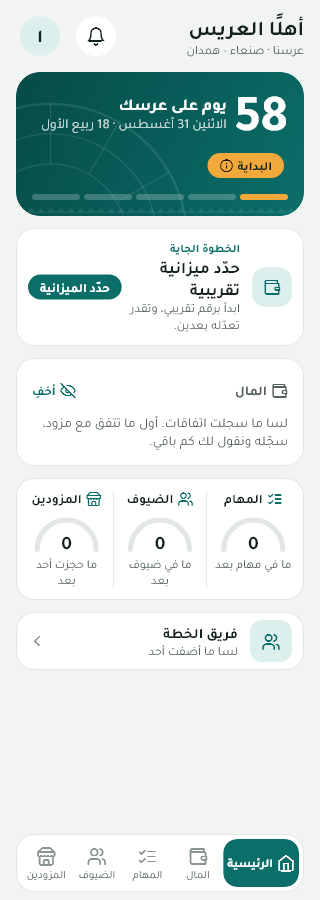 أهلًا العريس
عرسنا · صنعاء - همدان
ا
58
يوم على عرسك
الاثنين 31 أغسطس · 18 ربيع الأول
البداية
الخطوة الجاية
حدّد ميزانية
تقريبية
ابدأ برقم تقريبي، وتقدر
تعدّله بعدين.
حدّد الميزانية
المال
أخفِ
لسا ما سجلت اتفاقات. أول ما تتفق مع مزود،
سجّله ونقول لك كم باقي.
المهام
0
ما في مهام بعد
الضيوف
0
ما في ضيوف
بعد
المزودين
0
ما حجزت أحد
بعد
فريق الخطة
لسا ما أضفت أحد
الرئيسية
المال
المهام
الضيوف
المزودين